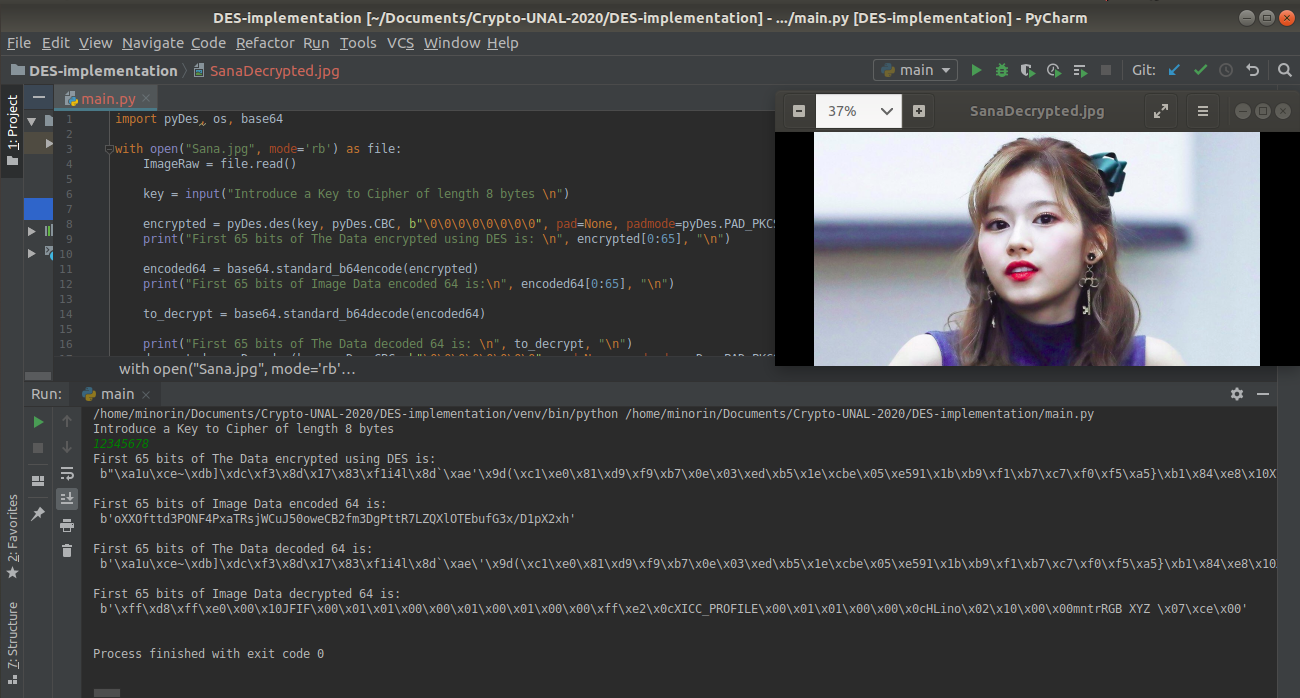 DES-implementation [~/Documents/Crypto-UNAL-2020/DES-implementation] - .../main.py [DES-implementation] - PyCharm
File Edit View Navigate Code Refactor Run Tools VCS Window Help
DES-implementation SanaDecrypted.jpg main Git:
1: Project
main.py
37% SanaDecrypted.jpg
1 import pyDes, os, base64
2
3 with open("Sana.jpg", mode='rb') as file:
4 ImageRaw = file.read()
5
6 key = input("Introduce a Key to Cipher of length 8 bytes \n")
7
8 encrypted = pyDes.des(key, pyDes.CBC, b"\0\0\0\0\0\0\0\0", pad=None, padmode=pyDes.PAD_PKCS
9 print("First 65 bits of The Data encrypted using DES is: \n", encrypted[0:65], "\n")
10
11 encoded64 = base64.standard_b64encode(encrypted)
12 print("First 65 bits of Image Data encoded 64 is:\n", encoded64[0:65], "\n")
13
14 to_decrypt = base64.standard_b64decode(encoded64)
15
16 print("First 65 bits of The Data decoded 64 is: \n", to_decrypt, "\n")
with open("Sana.jpg", mode='rb'...
Run: main
/home/minorin/Documents/Crypto-UNAL-2020/DES-implementation/venv/bin/python /home/minorin/Documents/Crypto-UNAL-2020/DES-implementation/main.py
Introduce a Key to Cipher of length 8 bytes
12345678
First 65 bits of The Data encrypted using DES is:
b"\xa1u\xce~\xdb]\xdc\xf3\x8d\x17\x83\xf1i4l\x8d`\xae'\x9d(\xc1\xe0\x81\xd9\xf9\xb7\x0e\x03\xed\xb5\x1e\xcbe\x05\xe591\x1b\xb9\xf1\xb7\xc7\xf0\xf5\xa5}\xb1\x84\xe8\x10X
First 65 bits of Image Data encoded 64 is:
b'oXXOfttd3PONF4PxaTRsjWCuJ50oweCB2fm3DgPttR7LZQXlOTEbufG3x/D1pX2xh'
First 65 bits of The Data decoded 64 is:
b'\xa1u\xce~\xdb]\xdc\xf3\x8d\x17\x83\xf1i4l\x8d`\xae\'\x9d(\xc1\xe0\x81\xd9\xf9\xb7\x0e\x03\xed\xb5\x1e\xcbe\x05\xe591\x1b\xb9\xf1\xb7\xc7\xf0\xf5\xa5}\xb1\x84\xe8\x10
First 65 bits of Image Data decrypted 64 is:
b'\xff\xd8\xff\xe0\x00\x10JFIF\x00\x01\x01\x00\x00\x01\x00\x01\x00\x00\xff\xe2\x0cXICC_PROFILE\x00\x01\x01\x00\x00\x0cHLino\x02\x10\x00\x00mntrRGB XYZ \x07\xce\x00'
Process finished with exit code 0
2: Favorites
7: Structure